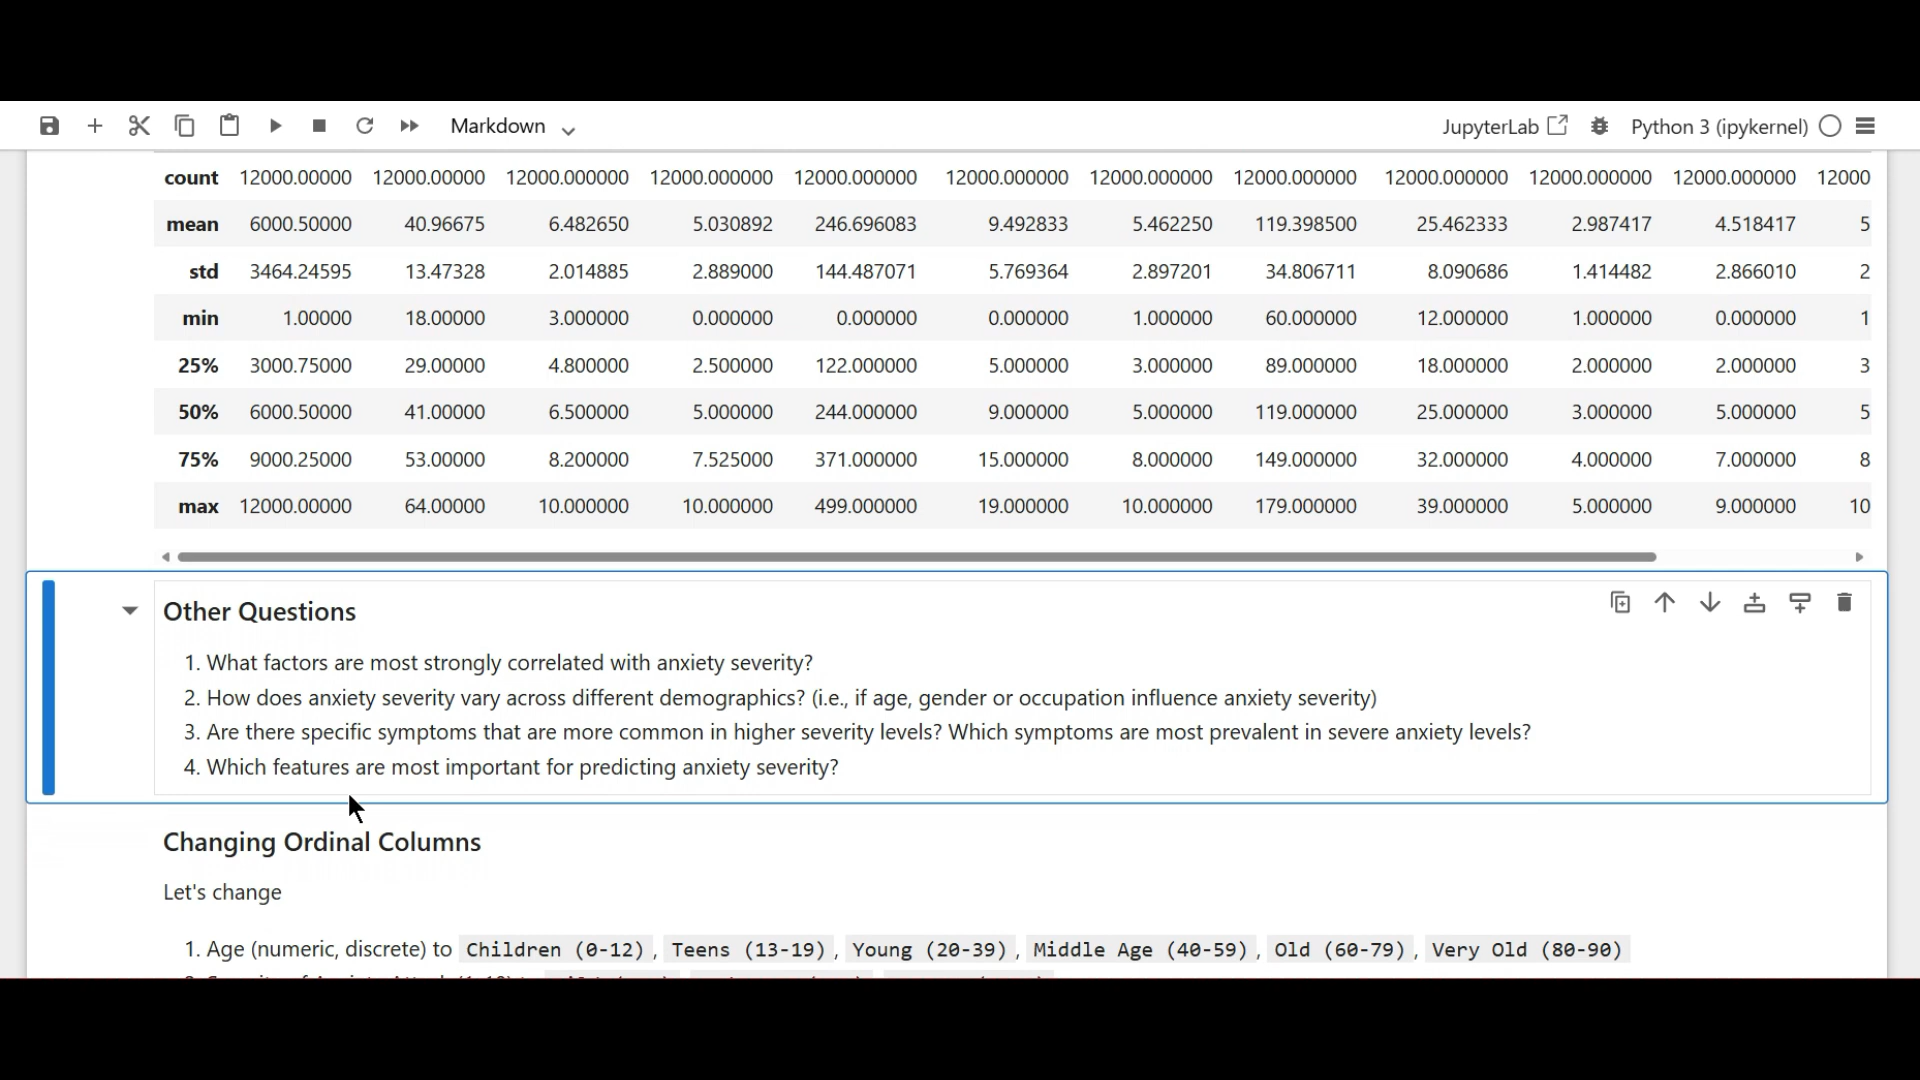 Markdown
JupyterLab
Python 3 (ipykernel)
count 12000.00000 12000.00000 12000.000000 12000.000000 12000.000000 12000.000000 12000.000000 12000.000000 12000.000000 12000.000000 12000.000000 12000
mean 6000.50000 40.96675 6.482650 5.030892 246.696083 9.492833 5.462250 119.398500 25.462333 2.987417 4.518417 5
std 3464.24595 13.47328 2.014885 2.889000 144.487071 5.769364 2.897201 34.806711 8.090686 1.414482 2.866010 2
min 1.00000 18.00000 3.000000 0.000000 0.000000 0.000000 1.000000 60.000000 12.000000 1.000000 0.000000 1
25% 3000.75000 29.00000 4.800000 2.500000 122.000000 5.000000 3.000000 89.000000 18.000000 2.000000 2.000000 3
50% 6000.50000 41.00000 6.500000 5.000000 244.000000 9.000000 5.000000 119.000000 25.000000 3.000000 5.000000 5
75% 9000.25000 53.00000 8.200000 7.525000 371.000000 15.000000 8.000000 149.000000 32.000000 4.000000 7.000000 8
max 12000.00000 64.00000 10.000000 10.000000 499.000000 19.000000 10.000000 179.000000 39.000000 5.000000 9.000000 10
Other Questions
1. What factors are most strongly correlated with anxiety severity?
2. How does anxiety severity vary across different demographics? (i.e., if age, gender or occupation influence anxiety severity)
3. Are there specific symptoms that are more common in higher severity levels? Which symptoms are most prevalent in severe anxiety levels?
4. Which features are most important for predicting anxiety severity?
Changing Ordinal Columns
Let's change
1. Age (numeric, discrete) to Children (0-12), Teens (13-19), Young (20-39), Middle Age (40-59), Old (60-79), Very Old (80-90)